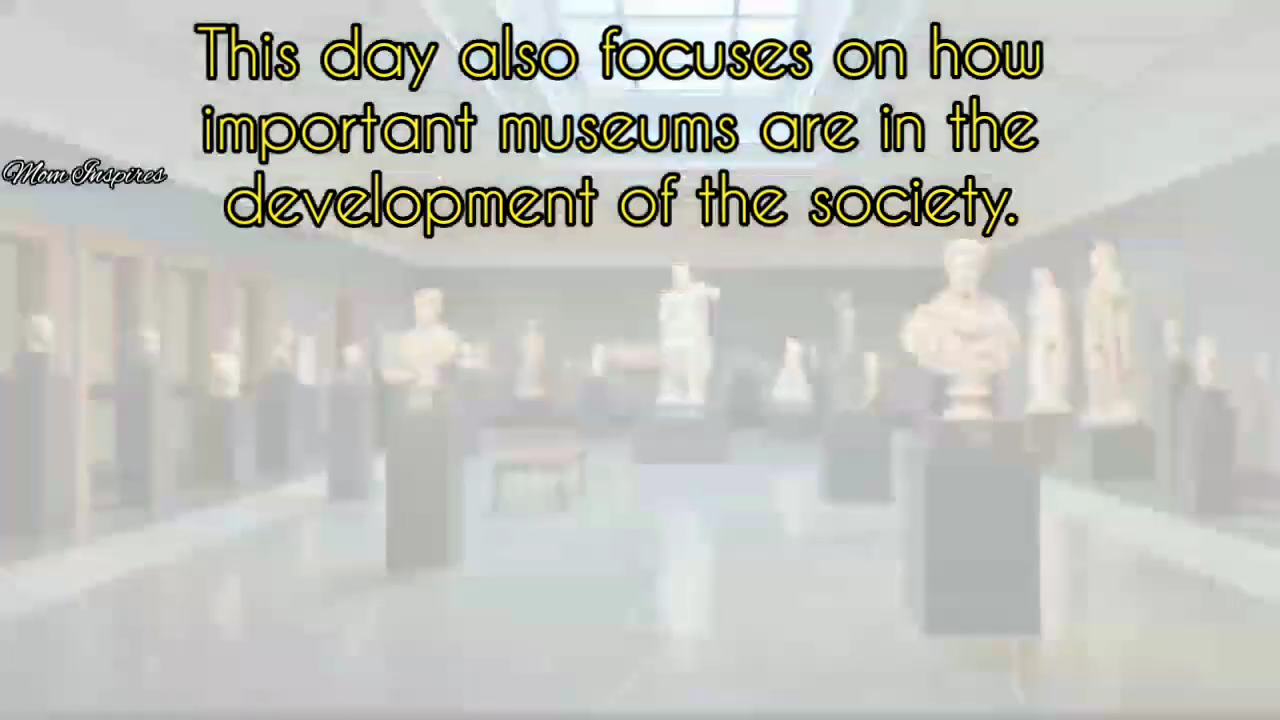 This day also focuses on how
important museums are in the
Mom Inspires
development of the society.